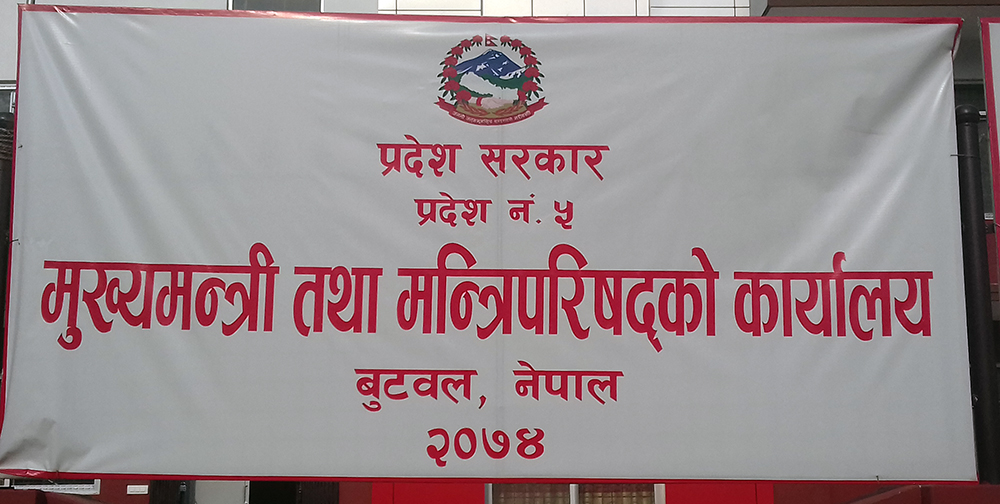 प्रदेश सरकार
प्रदेश नं. ५
मुख्यमन्त्री तथा मन्त्रिपरिषद्को कार्यालय
बुटवल, नेपाल
२०७४